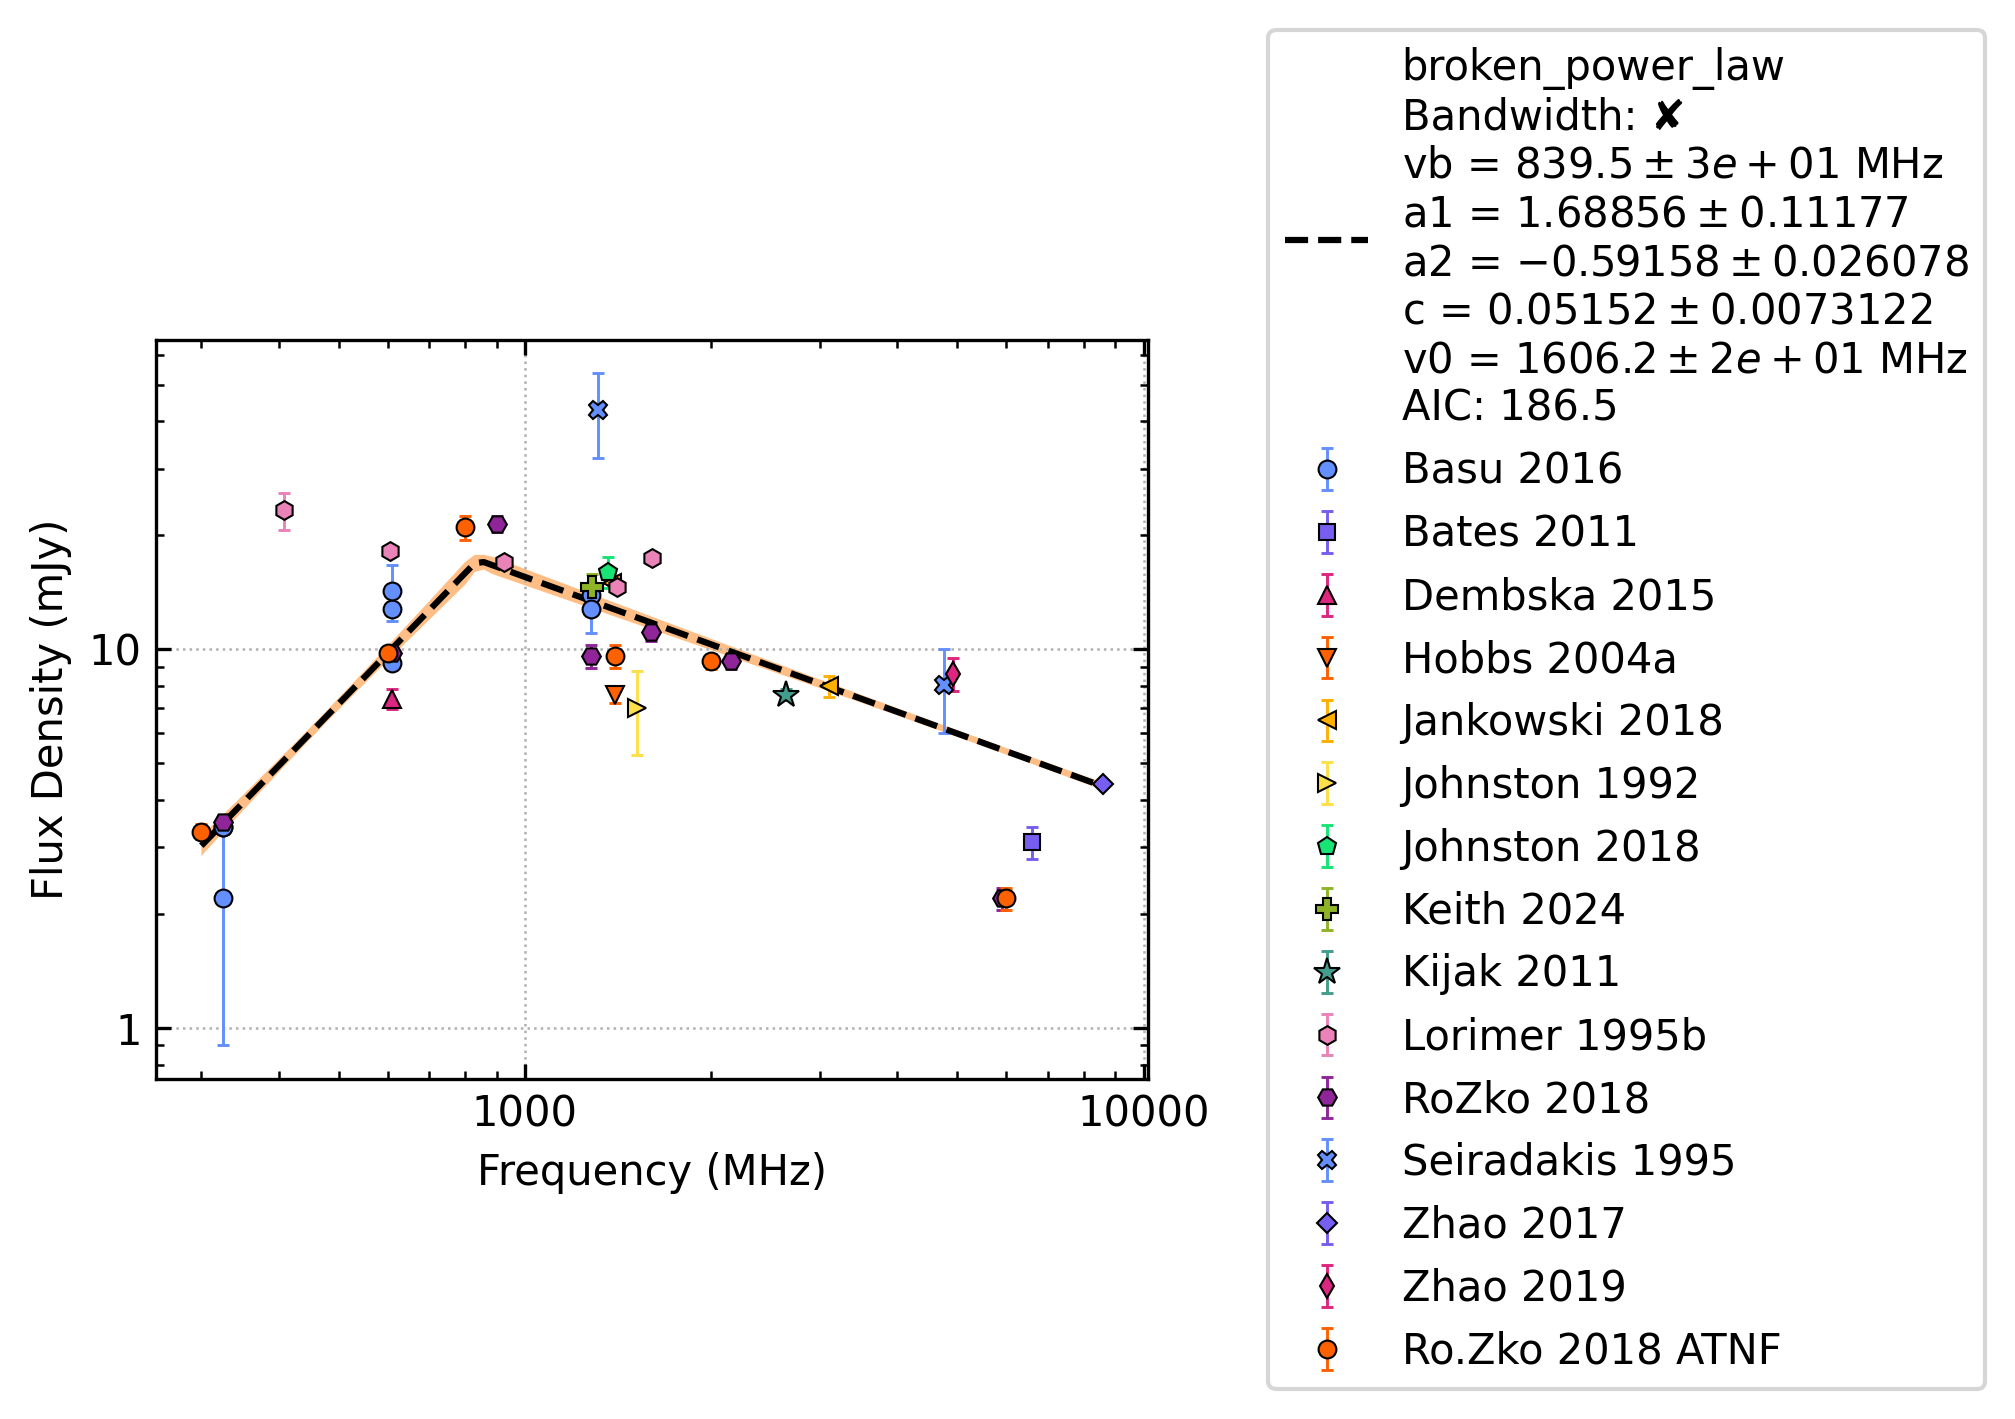 broken_power_law
Bandwidth: ✘
vb = 839.5 ± 3e + 01 MHz
a1 = 1.68856 ± 0.11177
a2 = −0.59158 ± 0.026078
c = 0.05152 ± 0.0073122
v0 = 1606.2 ± 2e + 01 MHz
AIC: 186.5
Basu 2016
Bates 2011
Dembska 2015
Hobbs 2004a
Jankowski 2018
Johnston 1992
Johnston 2018
Keith 2024
Kijak 2011
Lorimer 1995b
RoZko 2018
Seiradakis 1995
Zhao 2017
Zhao 2019
Ro.Zko 2018 ATNF
Flux Density (mJy)
10
1
1000
10000
Frequency (MHz)